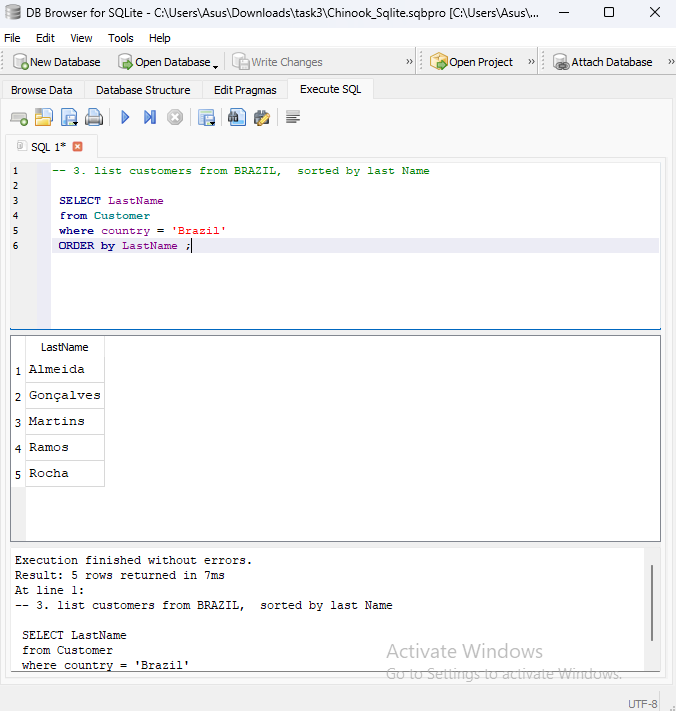 DB Browser for SQLite - C:\Users\Asus\Downloads\task3\Chinook_Sqlite.sqbpro [C:\Users\Asus\...
File Edit View Tools Help
New Database Open Database Write Changes » Open Project » Attach Database »
Browse Data Database Structure Edit Pragmas Execute SQL
SQL 1*
1 -- 3. list customers from BRAZIL,  sorted by last Name
2
3 SELECT LastName
4 from Customer
5 where country = 'Brazil'
6 ORDER by LastName ;
LastName
1 Almeida
2 Gonçalves
3 Martins
4 Ramos
5 Rocha
Execution finished without errors.
Result: 5 rows returned in 7ms
At line 1:
-- 3. list customers from BRAZIL,  sorted by last Name
SELECT LastName
from Customer
where country = 'Brazil'
Activate Windows
Go to Settings to activate Windows.
UTF-8